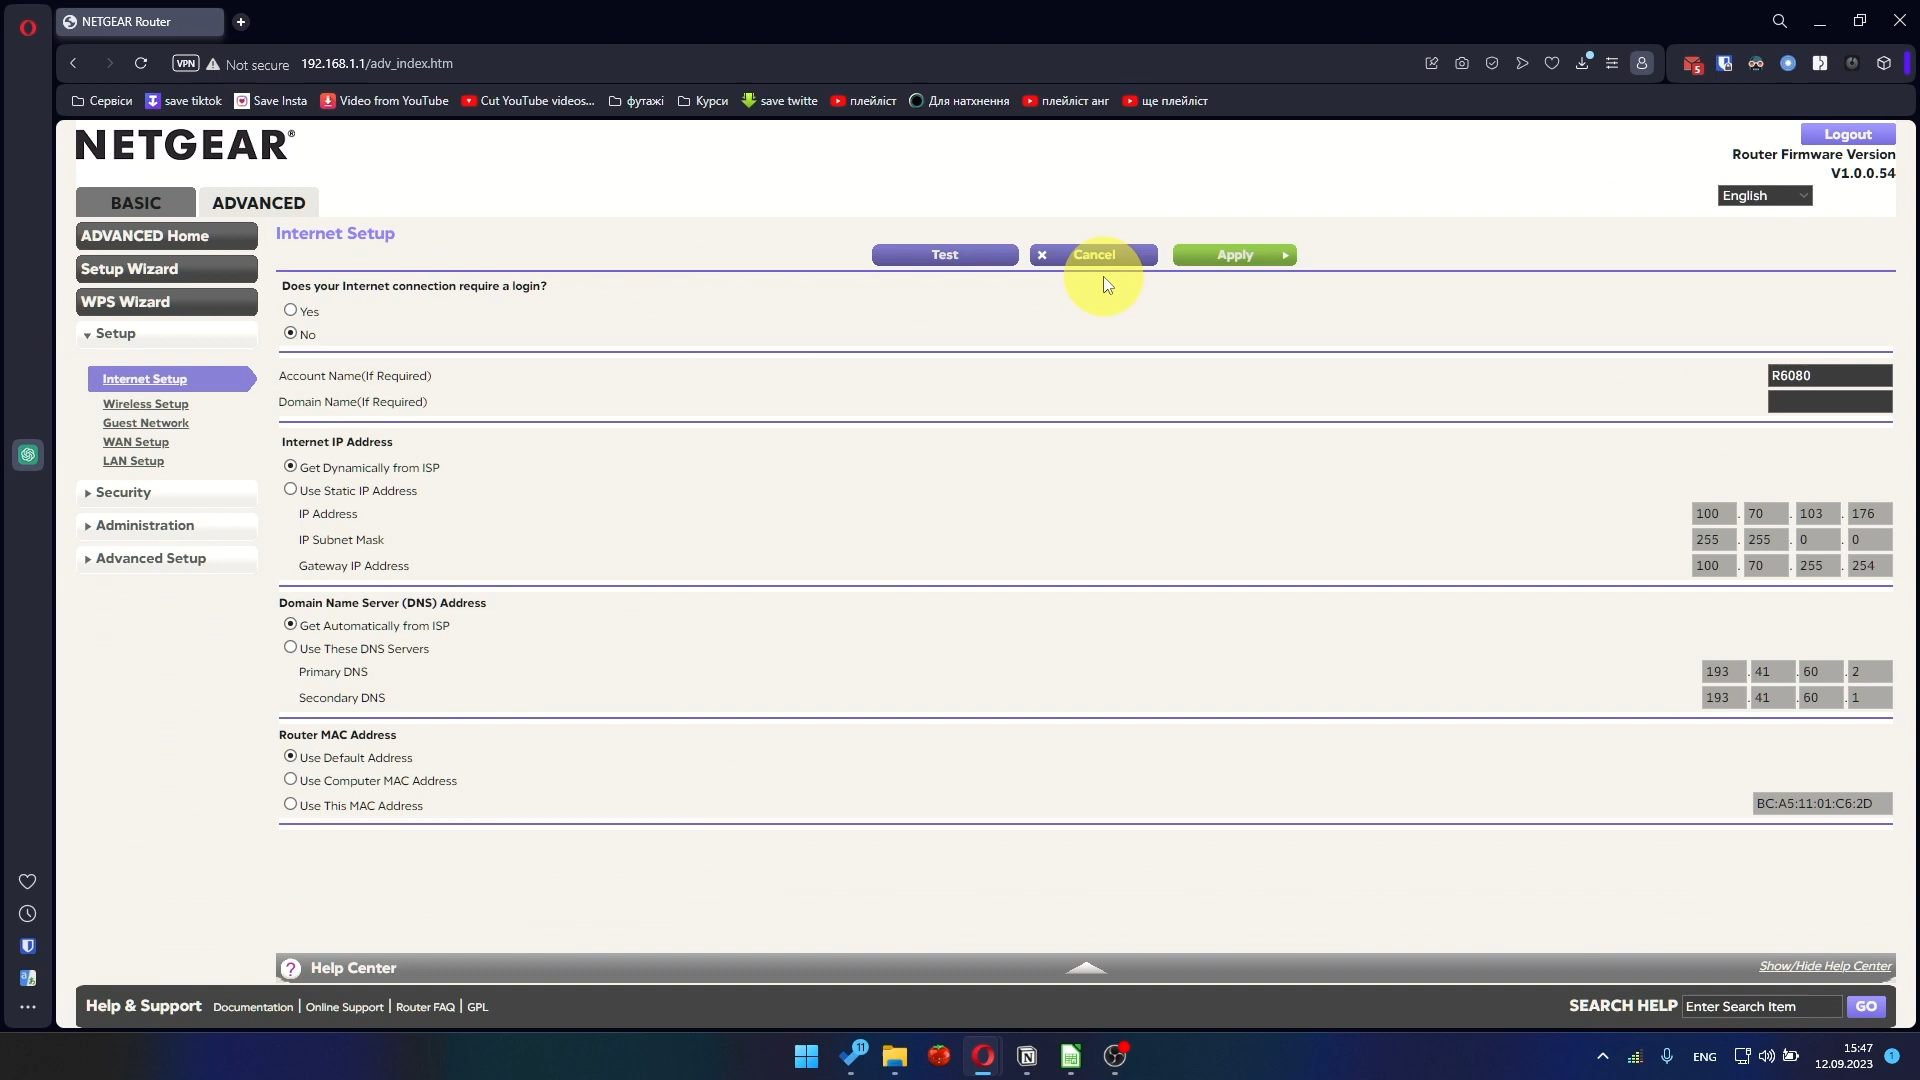 NETGEAR Router
VPN Not secure 192.168.1.1/adv_index.htm
5
Сервіси save tiktok Save Insta Video from YouTube Cut YouTube videos... футажі Курси save twitte плейліст Для натхнення плейліст анг ще плейліст
NETGEAR®
Logout
Router Firmware Version
V1.0.0.54
English
BASIC ADVANCED
ADVANCED Home
Setup Wizard
WPS Wizard
Setup
Internet Setup
Wireless Setup
Guest Network
WAN Setup
LAN Setup
Security
Administration
Advanced Setup
Internet Setup
Test Cancel Apply
Does your Internet connection require a login?
Yes
No
Account Name(If Required) R6080
Domain Name(If Required)
Internet IP Address
Get Dynamically from ISP
Use Static IP Address
IP Address 100 . 70 . 103 . 176
IP Subnet Mask 255 . 255 . 0 . 0
Gateway IP Address 100 . 70 . 255 . 254
Domain Name Server (DNS) Address
Get Automatically from ISP
Use These DNS Servers
Primary DNS 193 . 41 . 60 . 2
Secondary DNS 193 . 41 . 60 . 1
Router MAC Address
Use Default Address
Use Computer MAC Address
Use This MAC Address BC:A5:11:01:C6:2D
? Help Center Show/Hide Help Center
Help & Support Documentation | Online Support | Router FAQ | GPL SEARCH HELP Enter Search Item GO
11
ENG
15:47
12.09.2023
1